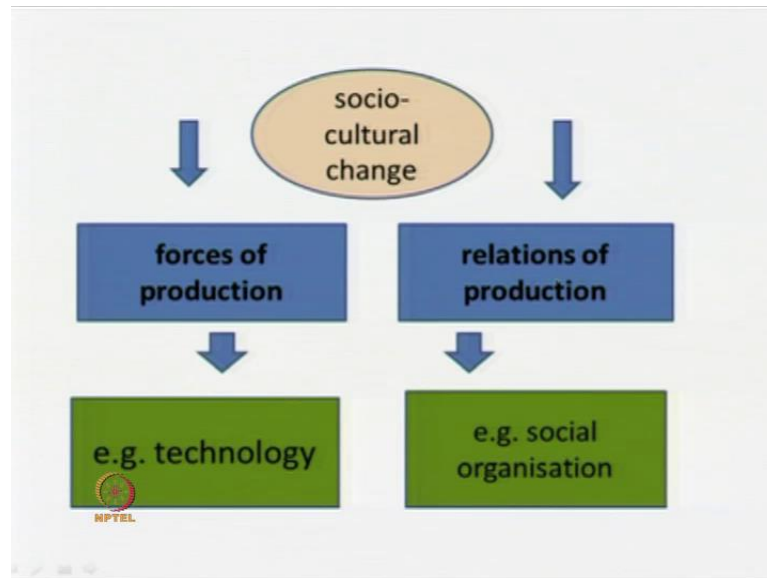 socio-
cultural
change
forces of
production
relations of
production
e.g. technology
e.g. social
organisation
NPTEL